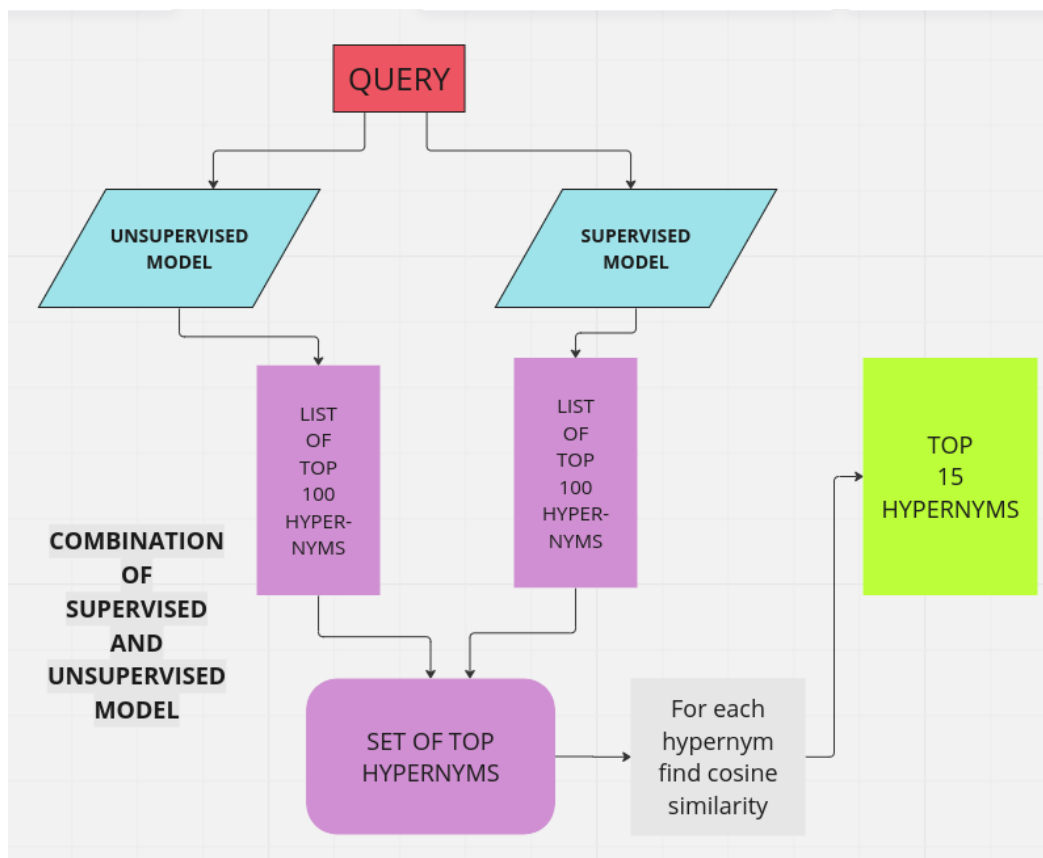 QUERY
UNSUPERVISED
MODEL
SUPERVISED
MODEL
LIST
OF
TOP
100
HYPER-
NYMS
LIST
OF
TOP
100
HYPER-
NYMS
TOP
15
HYPERNYMS
COMBINATION
OF
SUPERVISED
AND
UNSUPERVISED
MODEL
SET OF TOP
HYPERNYMS
For each
hypernym
find cosine
similarity